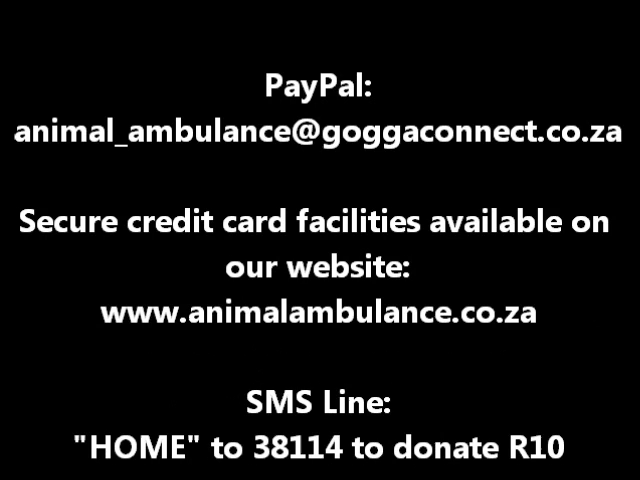 PayPal:
animal_ambulance@goggaconnect.co.za
Secure credit card facilities available on
our website:
www.animalambulance.co.za
SMS Line:
"HOME" to 38114 to donate R10